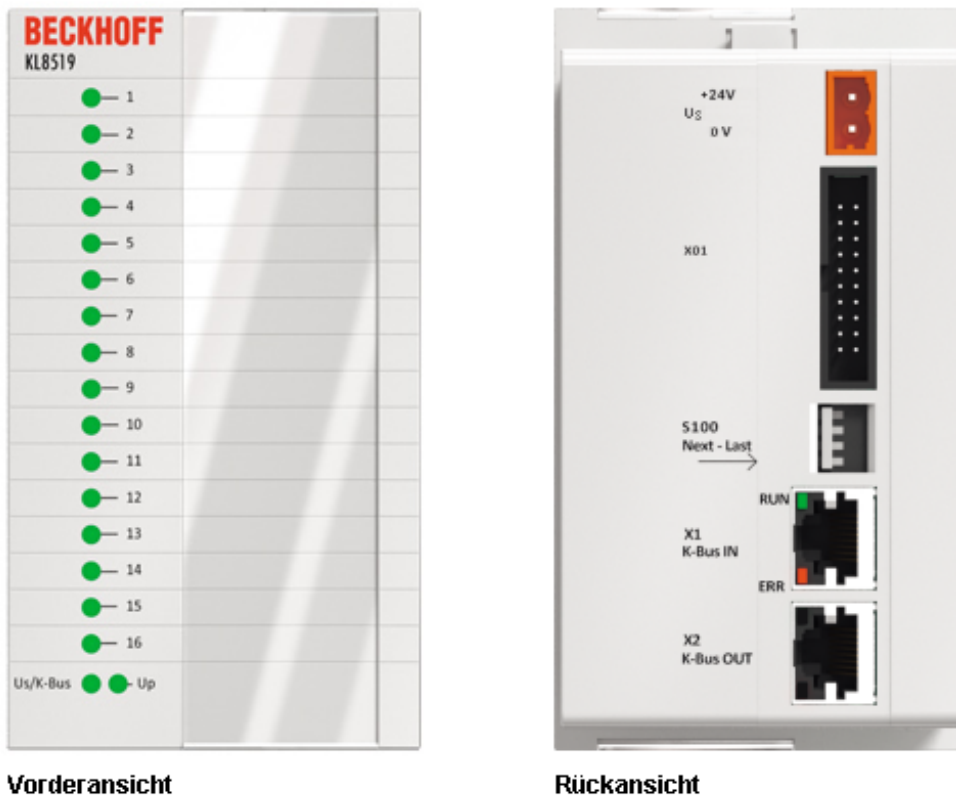 BECKHOFF
KL8519
1
2
3
4
5
6
7
8
9
10
11
12
13
14
15
16
Us/K-Bus
Up
Vorderansicht
+24V
US
0 V
X01
S100
Next - Last
RUN
X1
K-Bus IN
ERR
X2
K-Bus OUT
Rückansicht